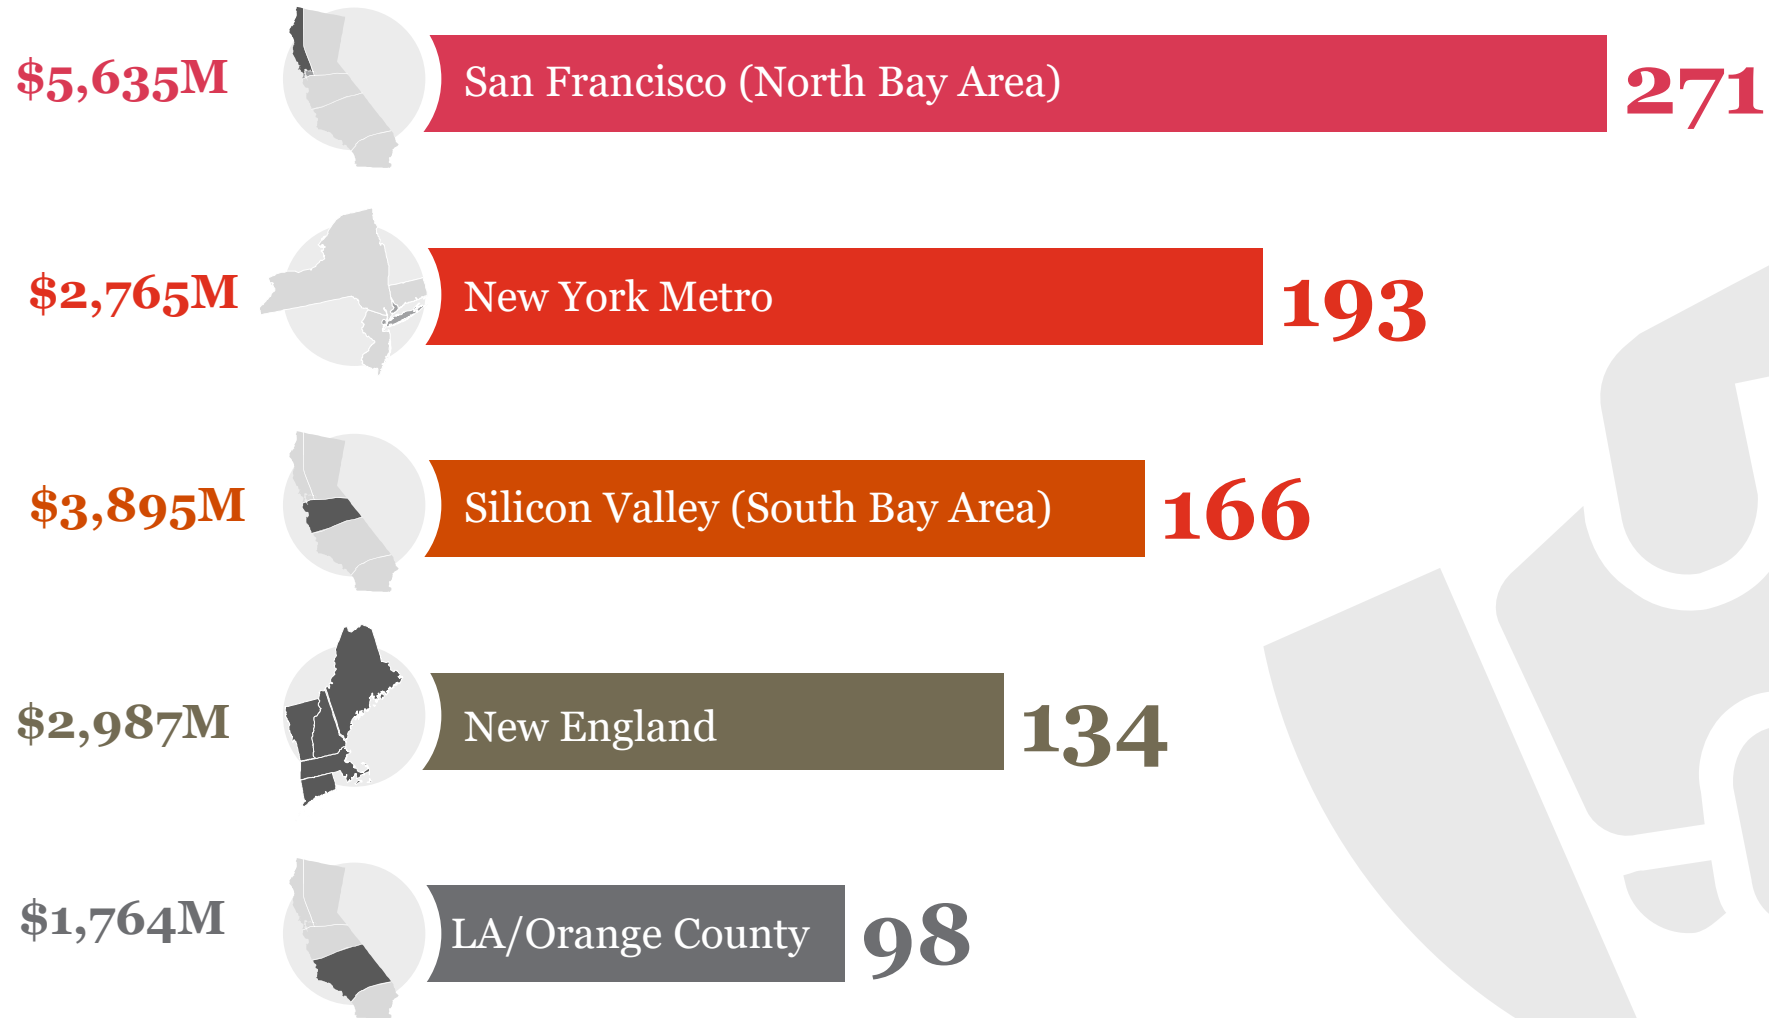 $5,635M
San Francisco (North Bay Area)
271
$2,765M
New York Metro
193
$3,895M
Silicon Valley (South Bay Area)
166
$2,987M
New England
134
$1,764M
LA/Orange County
98